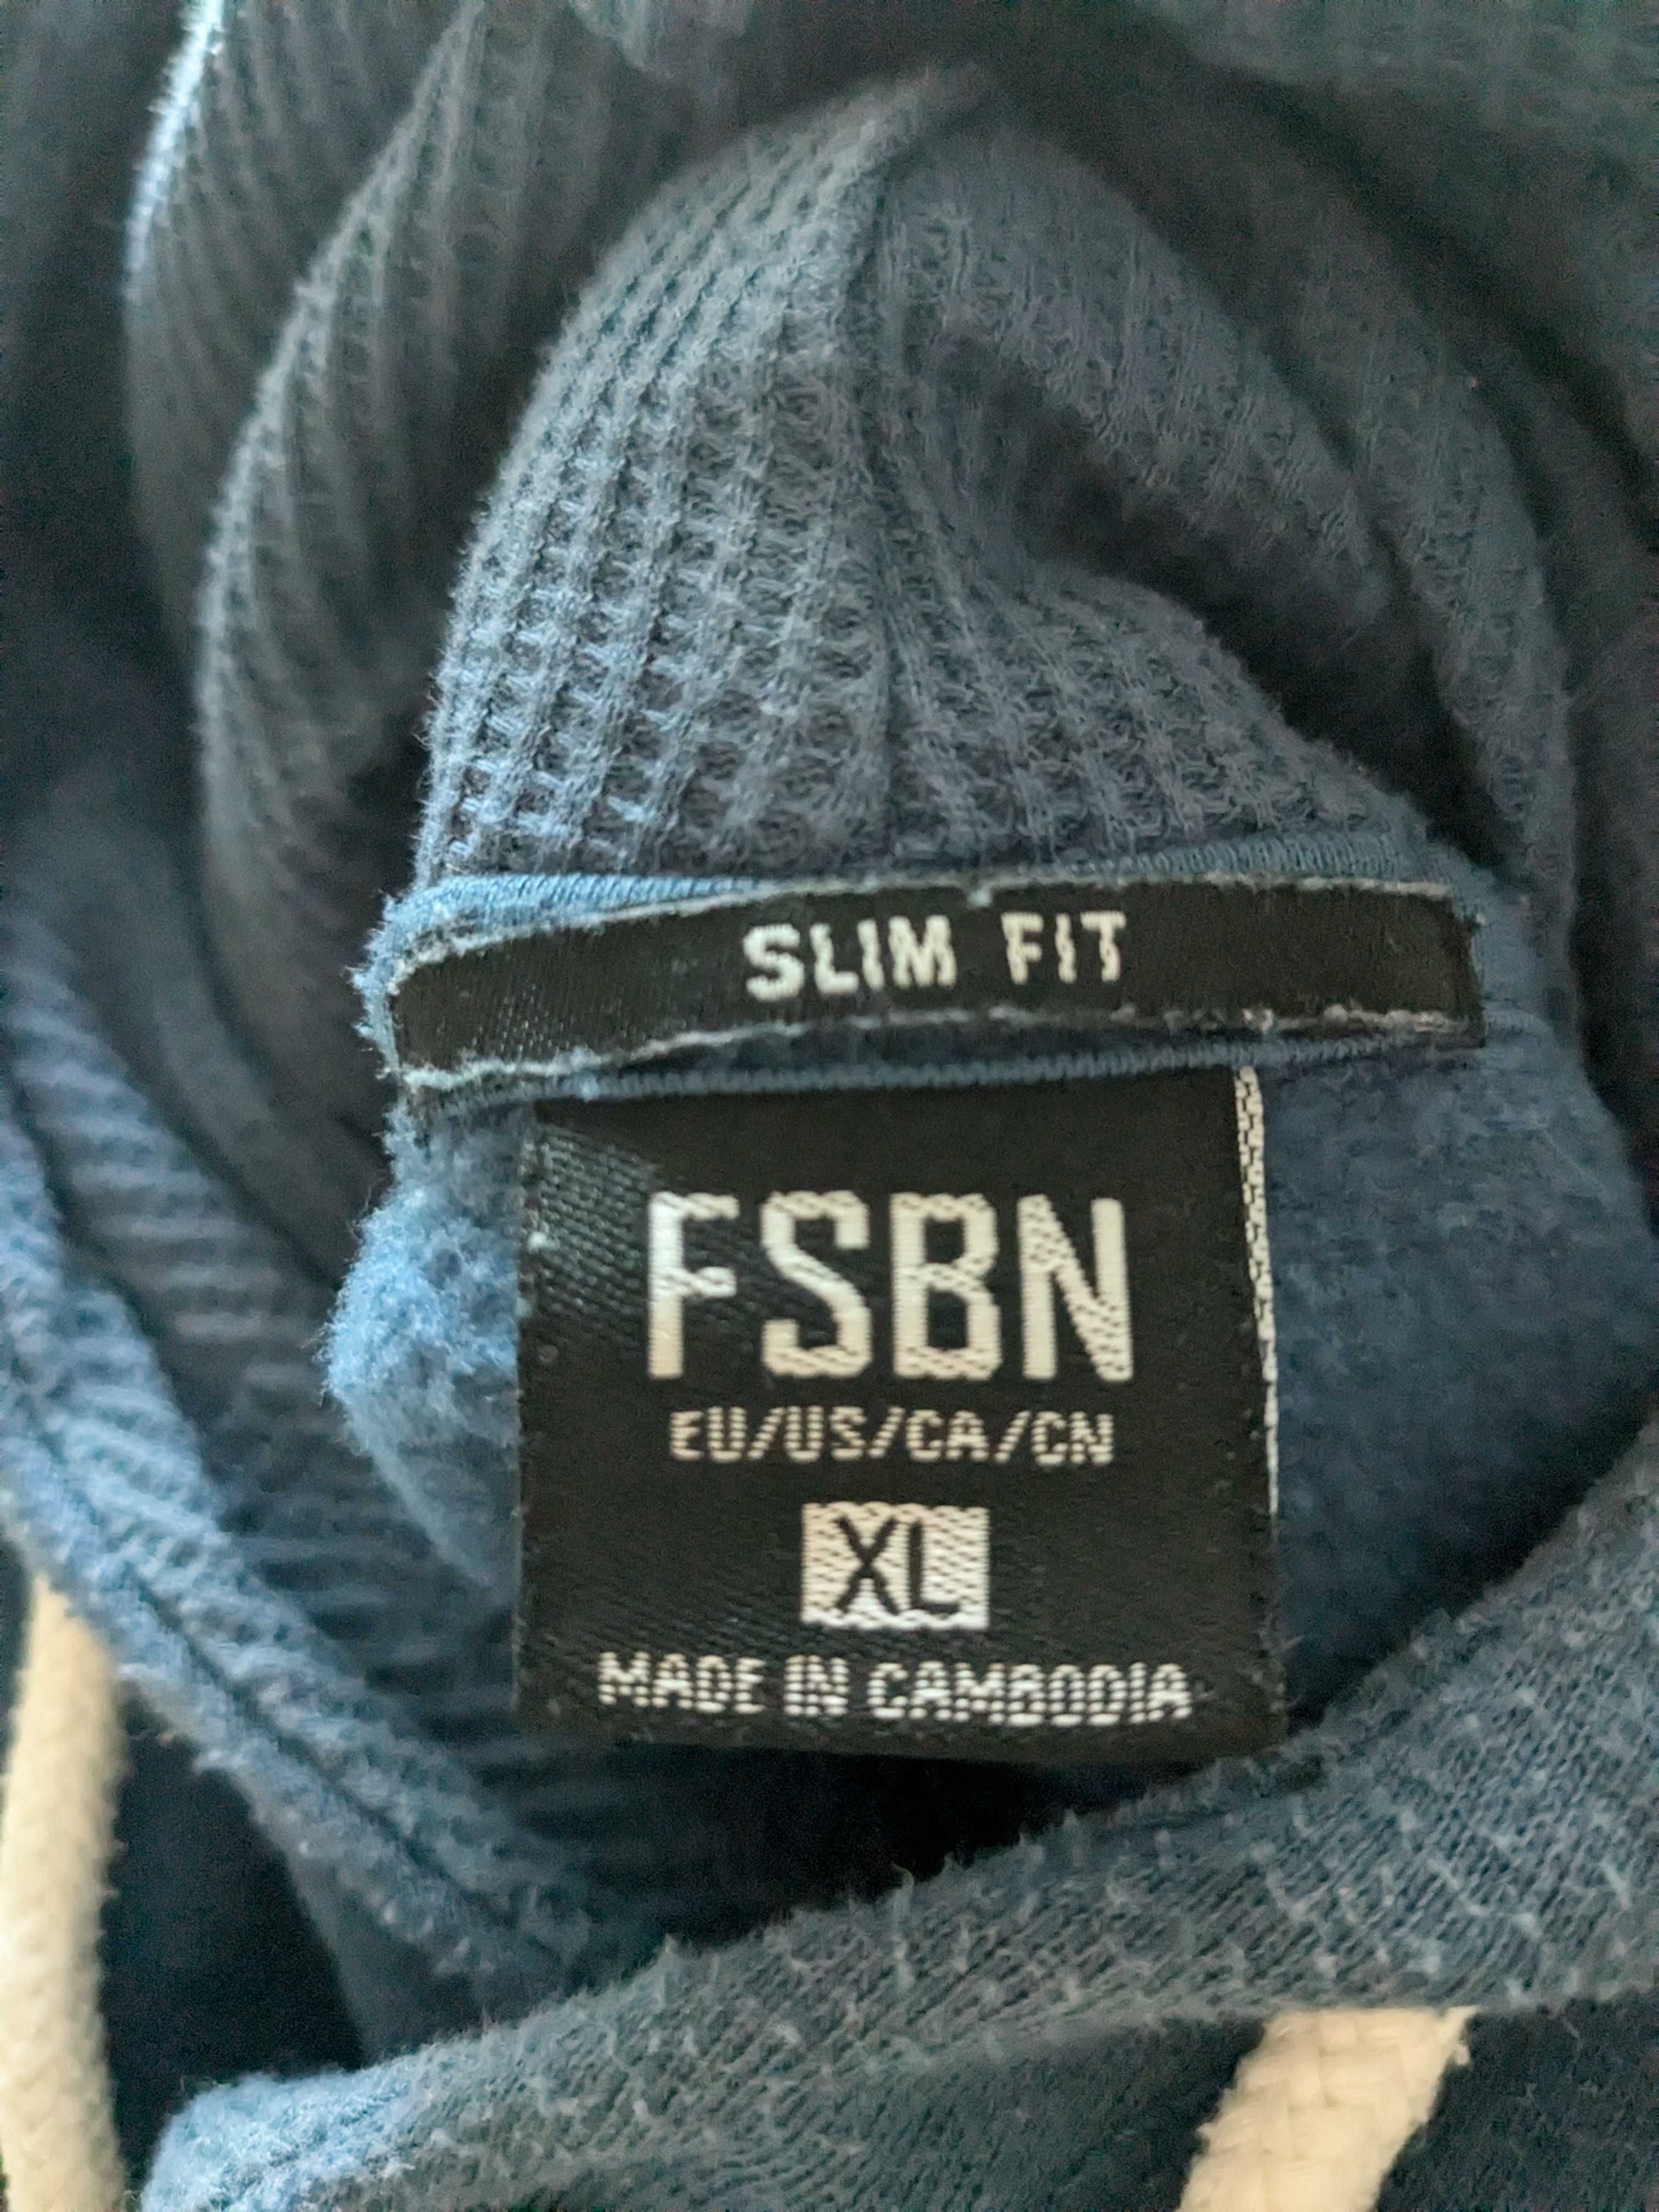 SLIM FIT
FSBN
EU/US/CA/CN
XL
MADE IN CAMBODIA